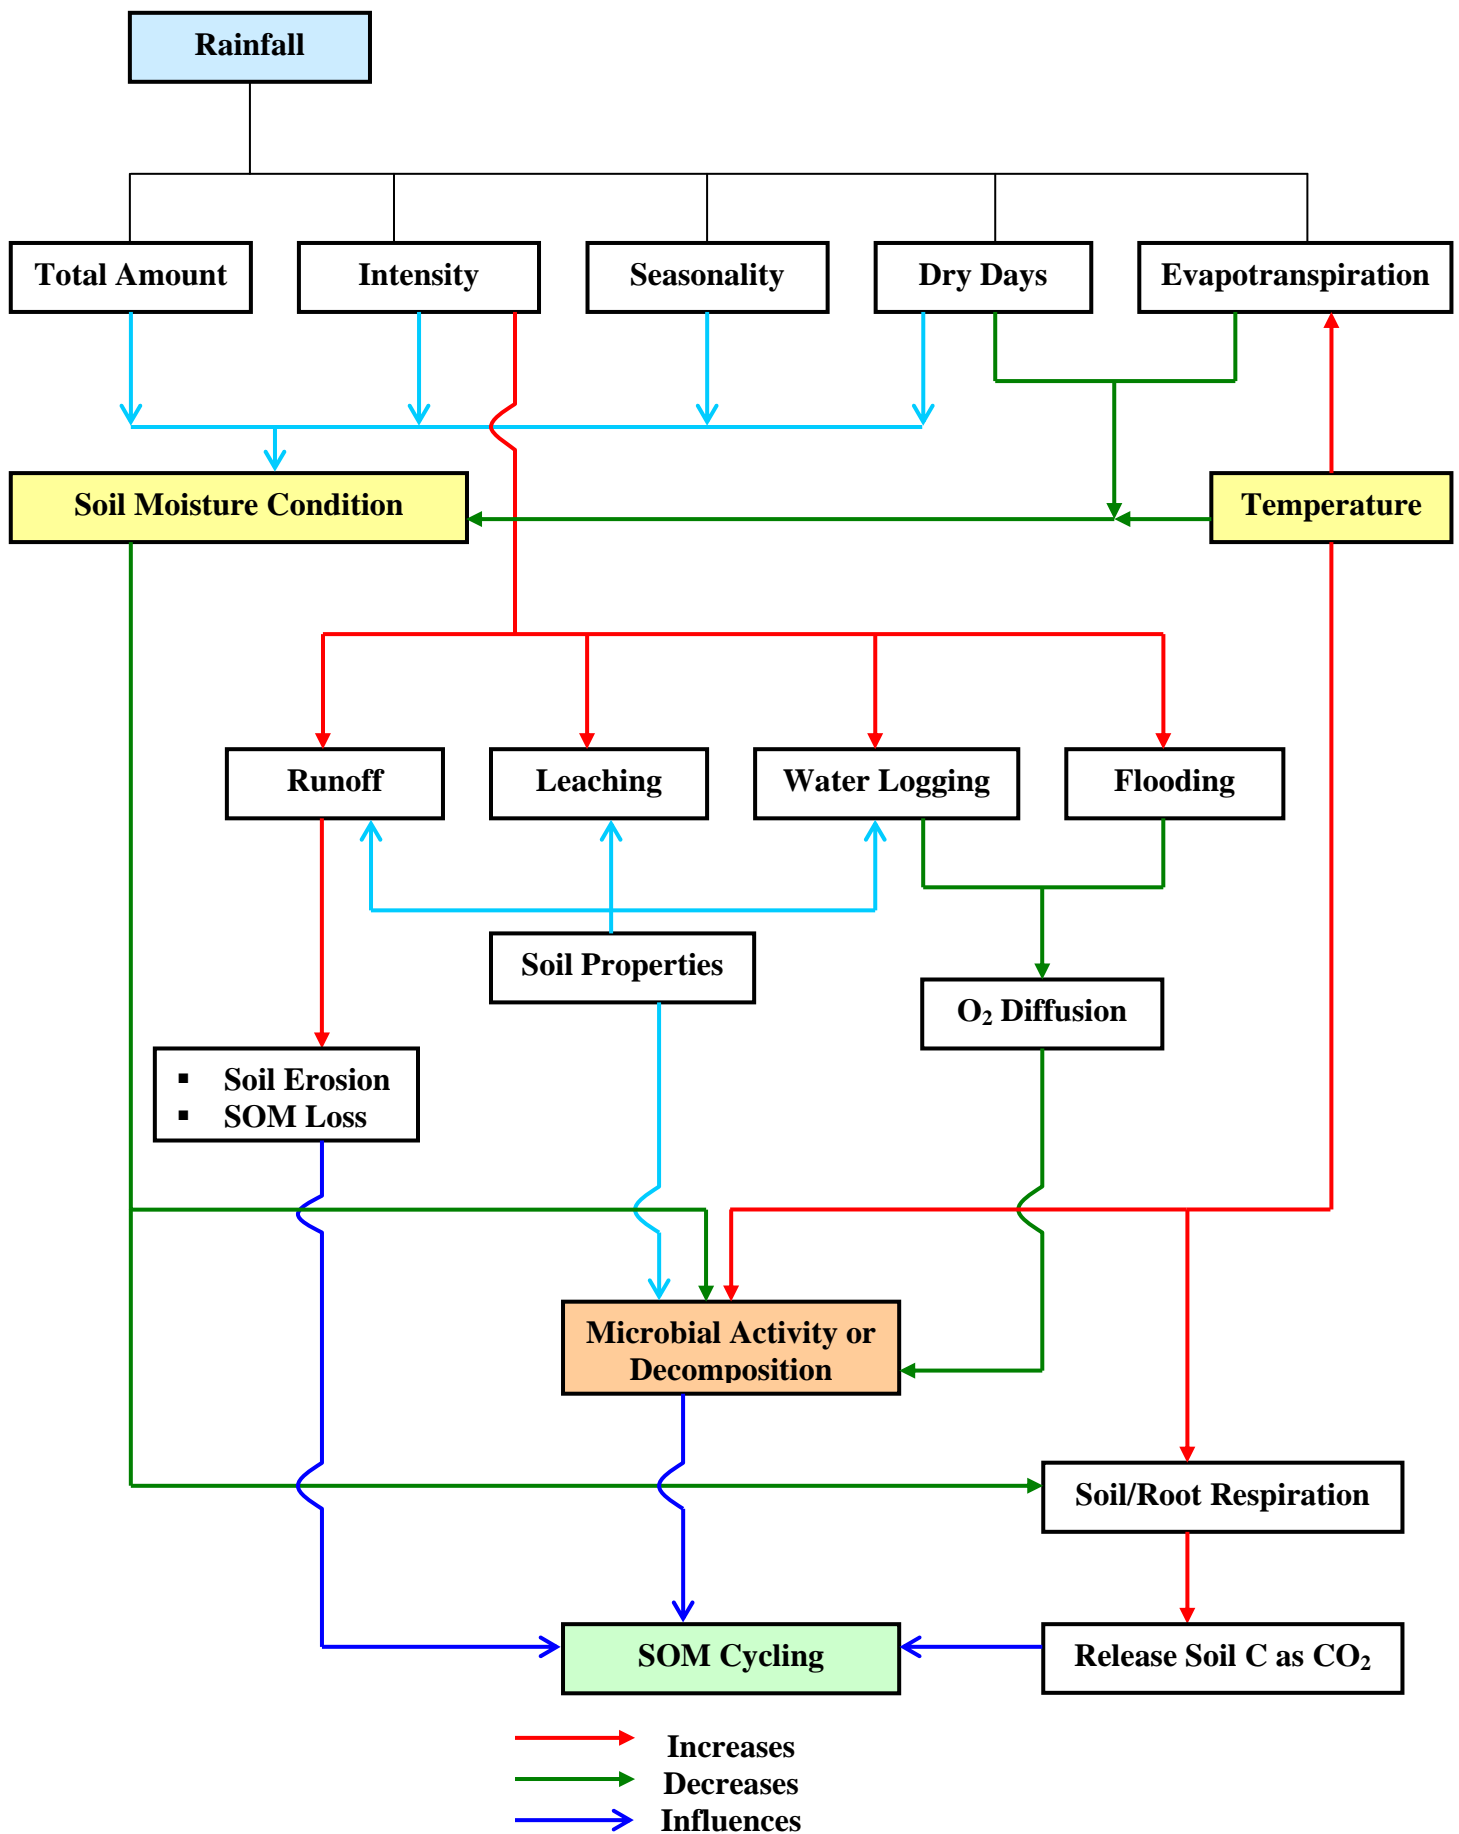 Rainfall
Total Amount
Intensity
Seasonality
Dry Days
Evapotranspiration
Soil Moisture Condition
Temperature
Runoff
Leaching
Water Logging
Flooding
Soil Properties
O₂ Diffusion
▪ Soil Erosion
▪ SOM Loss
Microbial Activity or
Decomposition
Soil/Root Respiration
SOM Cycling
Release Soil C as CO₂
Increases
Decreases
Influences